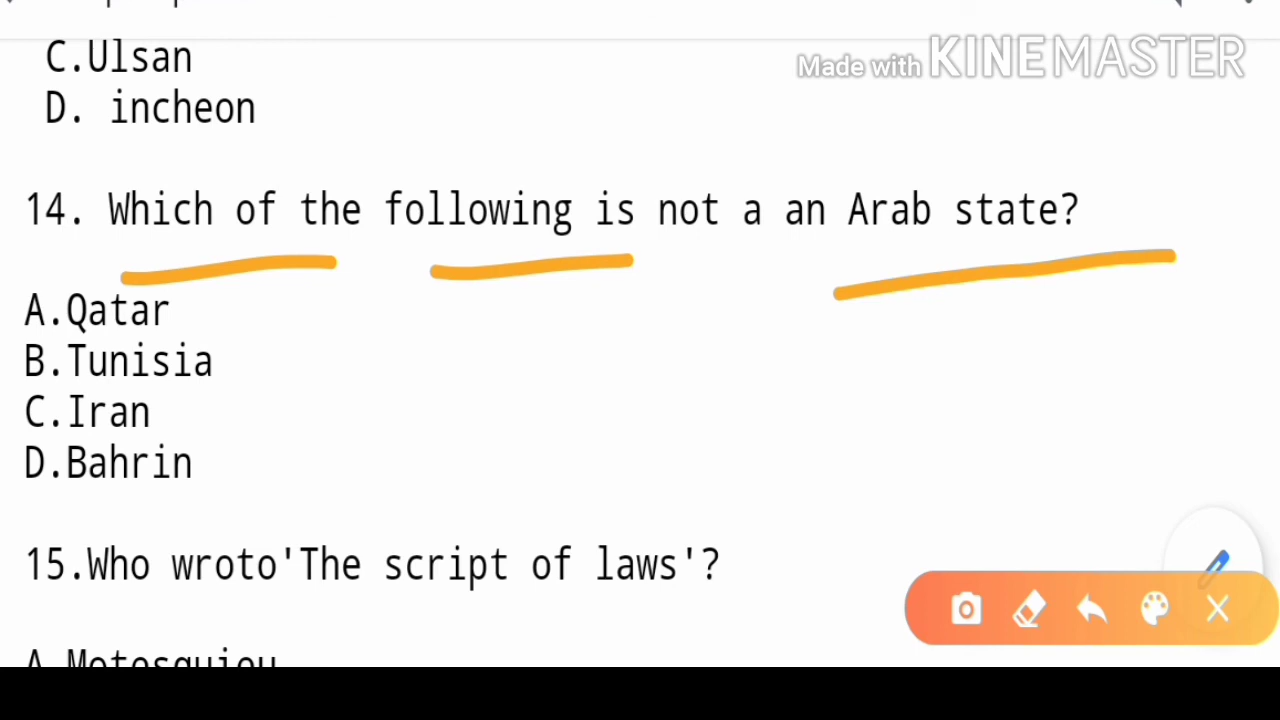 C.Ulsan
Made with KINEMASTER
D. incheon
14. Which of the following is not a an Arab state?
A.Qatar
B.Tunisia
C.Iran
D.Bahrin
15.Who wroto'The script of laws'?
A.Motesquieu